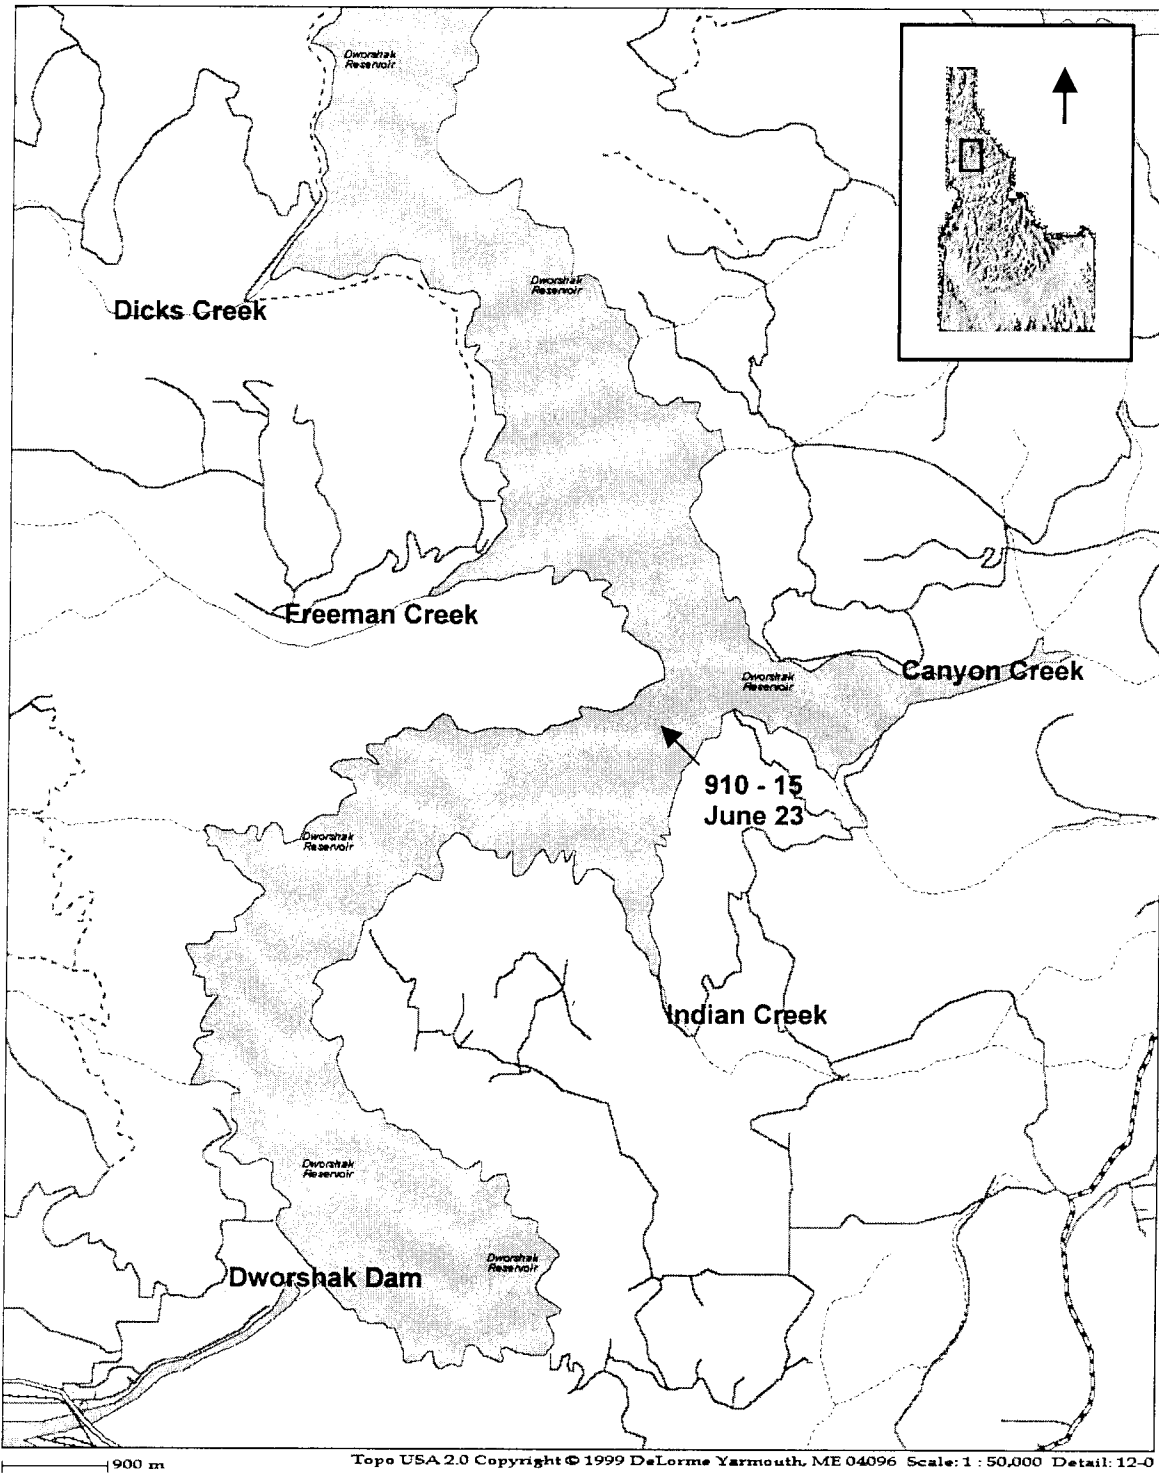 Dworshak
Reservoir
Dworshak
Reservoir
Dicks Creek
Freeman Creek
Canyon Creek
Dworshak
Reservoir
910 - 15
June 23
Dworshak
Reservoir
Indian Creek
Dworshak
Reservoir
Dworshak
Reservoir
Dworshak Dam
900 m
Topo USA 2.0 Copyright © 1999 DeLorme Yarmouth, ME 04096 Scale: 1 : 50,000 Detail: 12-0